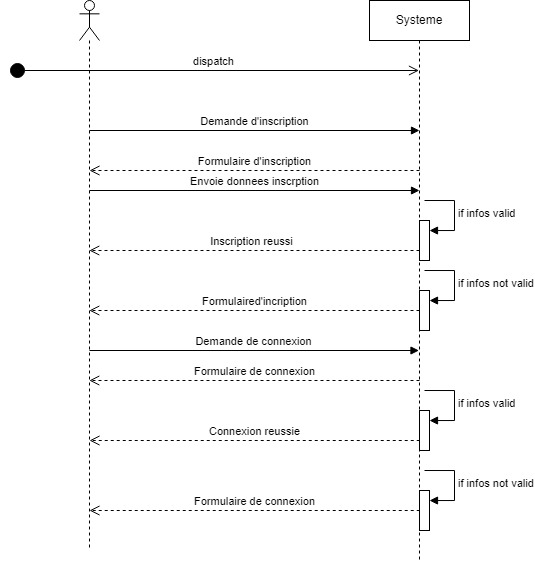 Systeme
dispatch
Demande d'inscription
Formulaire d'inscription
Envoie donnees inscrption
if infos valid
Inscription reussi
if infos not valid
Formulaired'incription
Demande de connexion
Formulaire de connexion
if infos valid
Connexion reussie
if infos not valid
Formulaire de connexion